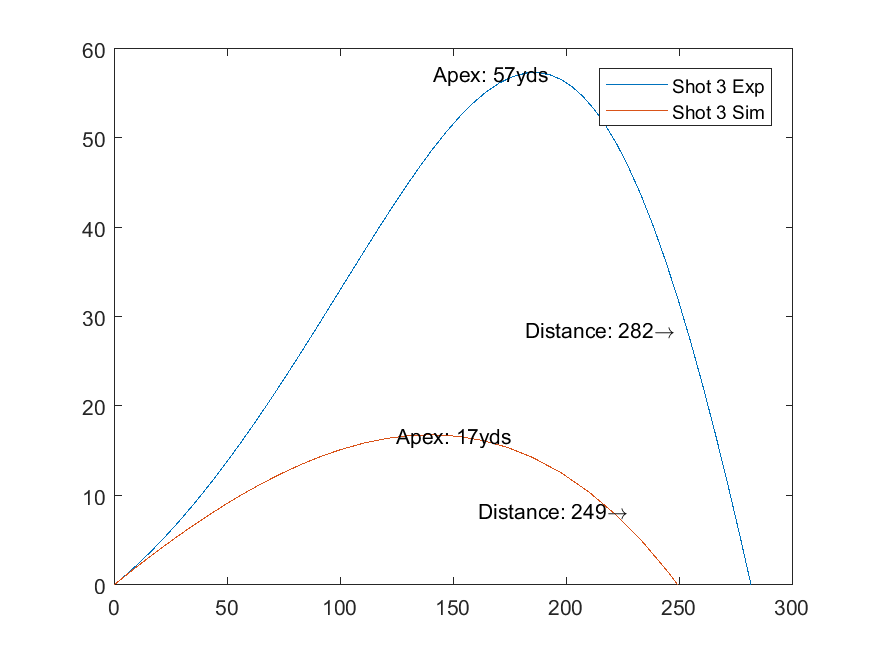 60
50
40
30
20
10
0
Apex: 57yds
Shot 3 Exp
Shot 3 Sim
Distance: 282→
Apex: 17yds
Distance: 249→
0 50 100 150 200 250 300